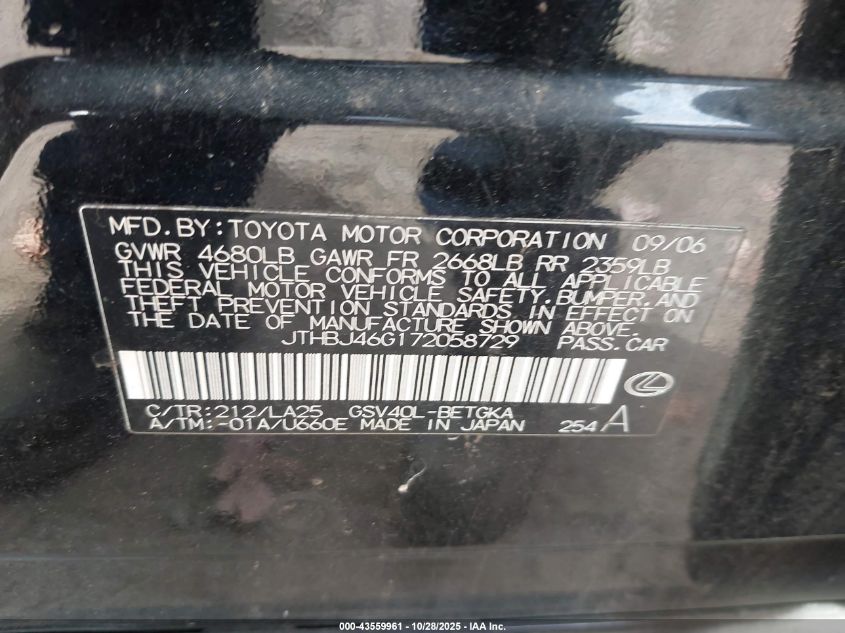 MFD.BY:TOYOTA MOTOR CORPORATION 09/06
GVWR 4680LB GAWR FR 2668LB RR 2359LB
THIS VEHICLE CONFORMS TO ALL APPLICABLE
FEDERAL MOTOR VEHICLE SAFETY,BUMPER,AND
THEFT PREVENTION STANDARDS IN EFFECT ON
THE DATE OF MANUFACTURE SHOWN ABOVE.
JTHBJ46G172058729 PASS.CAR
C/TR:212/LA25 GSV40L-BETGKA
A/TM:-01A/U660E MADE IN JAPAN 254 A
000-43559961 - 10/28/2025 - IAA Inc.